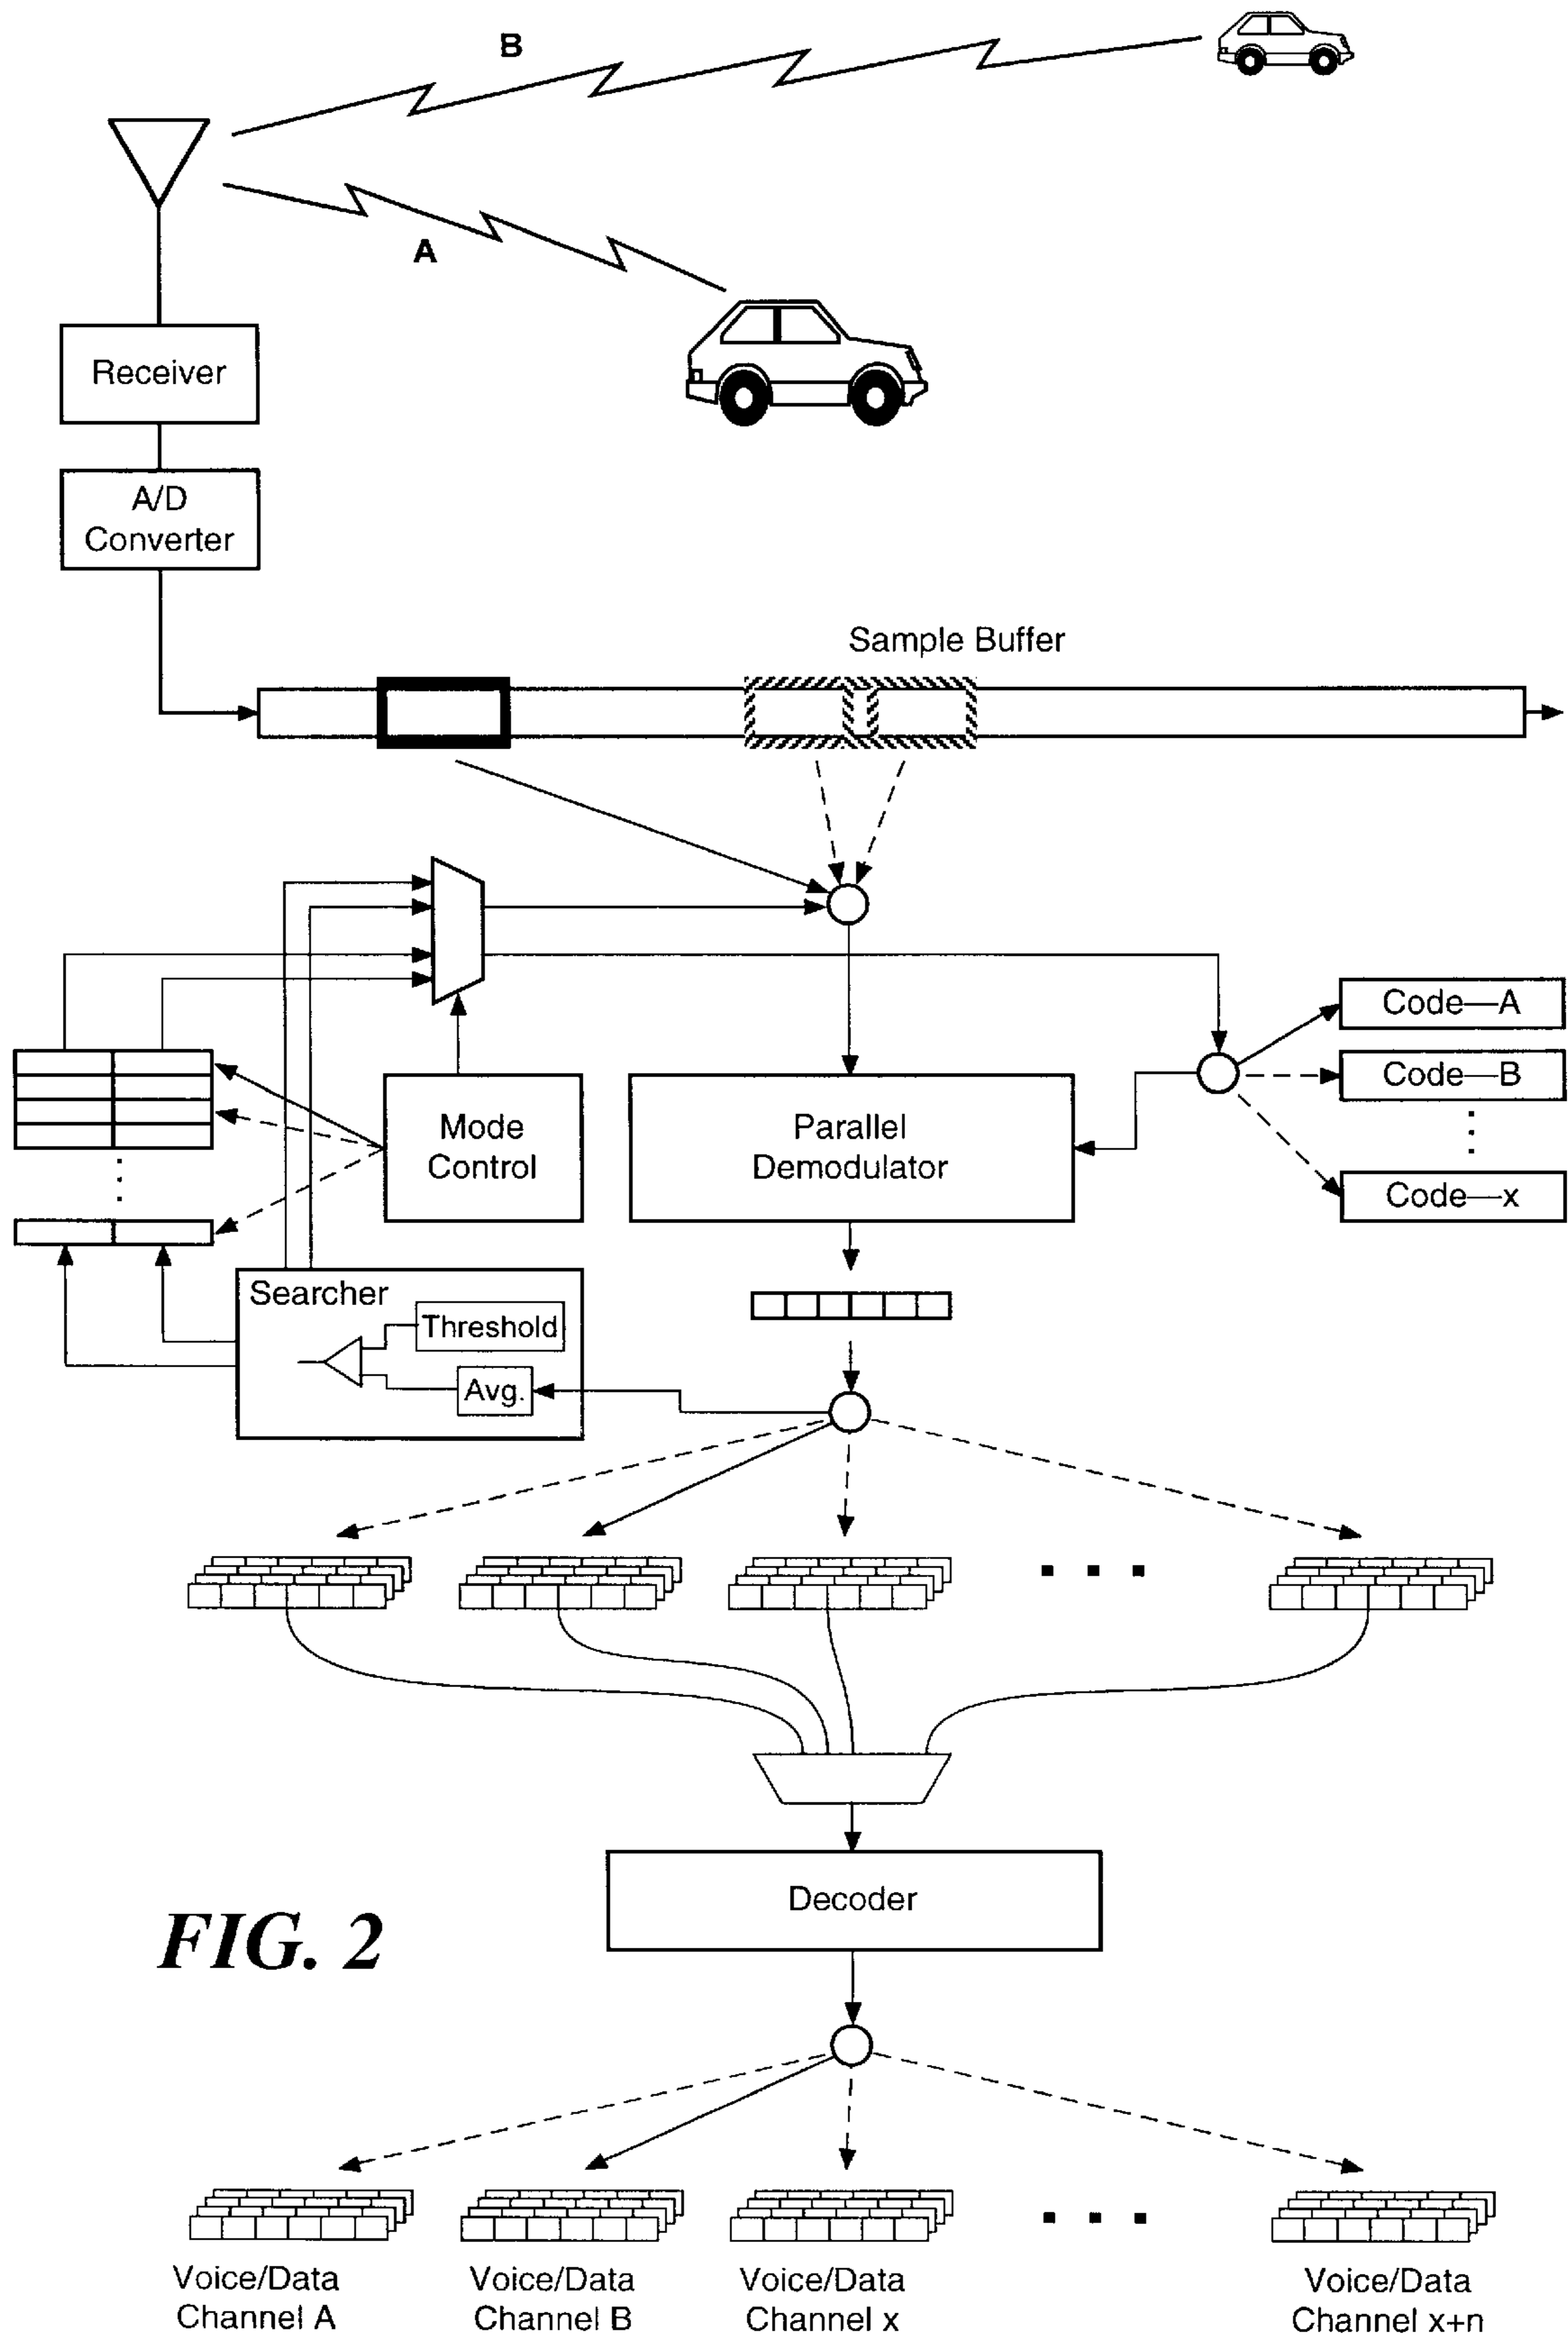 B
A
Receiver
A/D
Converter
Sample Buffer
Code—A
Code—B
Code—x
Mode
Control
Parallel
Demodulator
Searcher
Threshold
Avg.
Decoder
FIG. 2
Voice/Data
Channel A
Voice/Data
Channel B
Voice/Data
Channel x
Voice/Data
Channel x+n